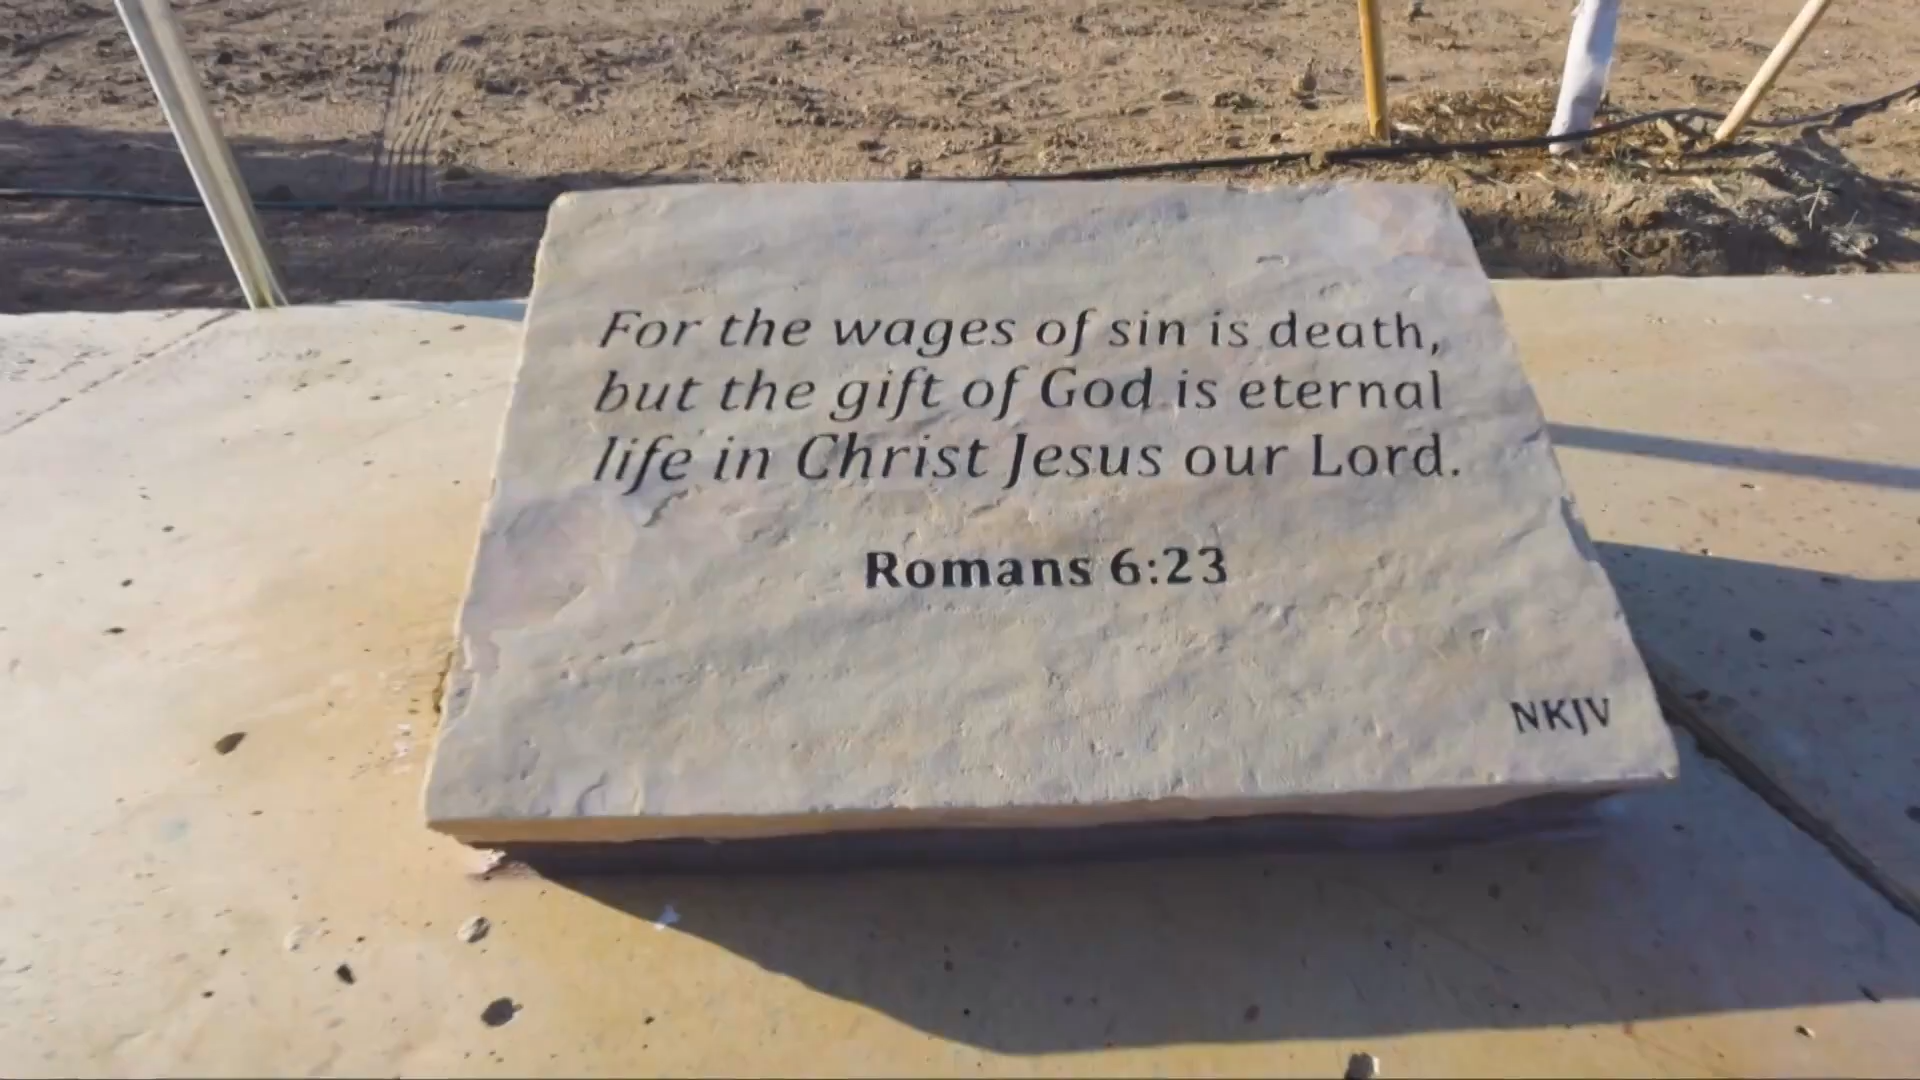 For the wages of sin is death,
but the gift of God is eternal
life in Christ Jesus our Lord.
Romans 6:23
NKJV